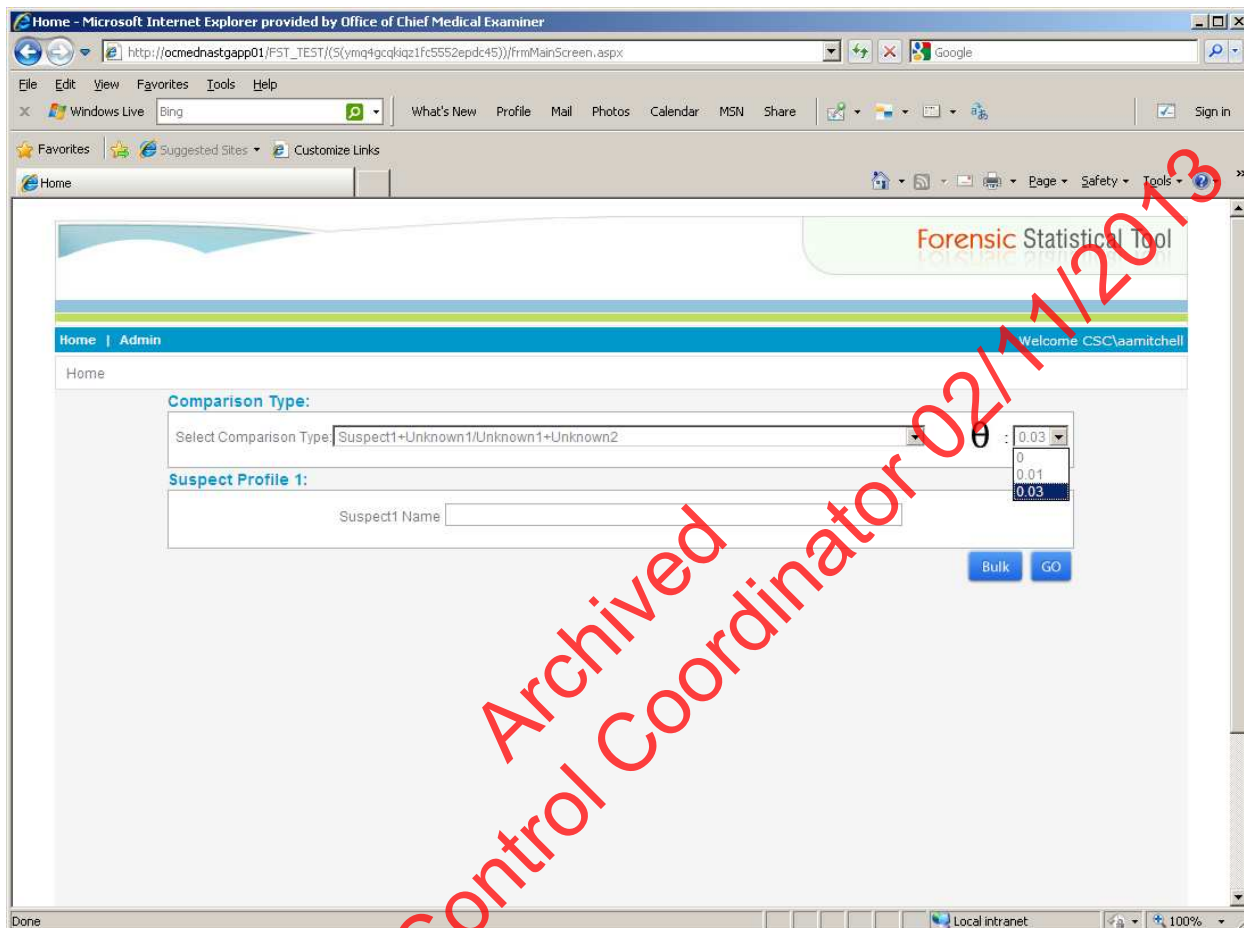 Home - Microsoft Internet Explorer provided by Office of Chief Medical Examiner
http://ocmednastgapp01/FST_TEST/(S(ymq4gcqkiqz1fc5552epdc45))/frmMainScreen.aspx
Google
File Edit View Favorites Tools Help
X Windows Live Bing What's New Profile Mail Photos Calendar MSN Share Sign in
Favorites Suggested Sites Customize Links
Home Page Safety Tools »
Forensic Statistical Tool
Home | Admin Welcome CSC\aamitchell
Home
Comparison Type:
Select Comparison Type: Suspect1+Unknown1/Unknown1+Unknown2 θ : 0.03
0
0.01
0.03
Suspect Profile 1:
Suspect1 Name
Bulk GO
Done Local intranet 100%
Archived
Control Coordinator 02/11/2013